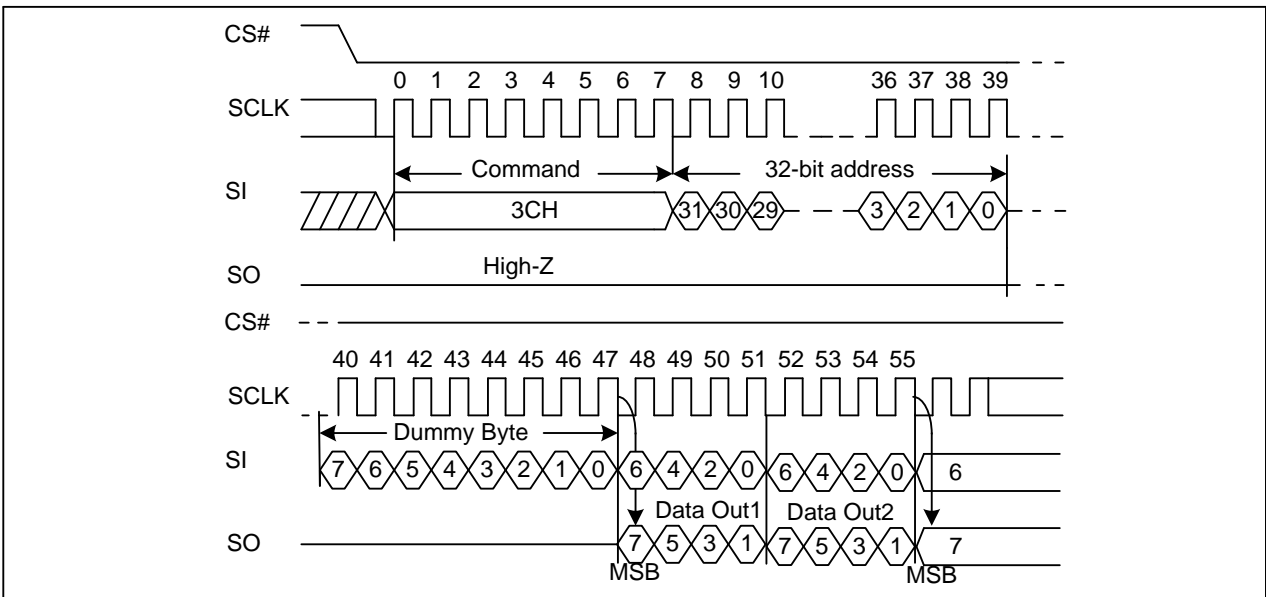 CS#
0 1 2 3 4 5 6 7 8 9 10 36 37 38 39
SCLK
Command 32-bit address
SI
3CH 31 30 29 3 2 1 0
High-Z
SO
CS#
40 41 42 43 44 45 46 47 48 49 50 51 52 53 54 55
SCLK
Dummy Byte
SI
7 6 5 4 3 2 1 0 6 4 2 0 6 4 2 0 6
Data Out1 Data Out2
SO
7 5 3 1 7 5 3 1 7
MSB MSB